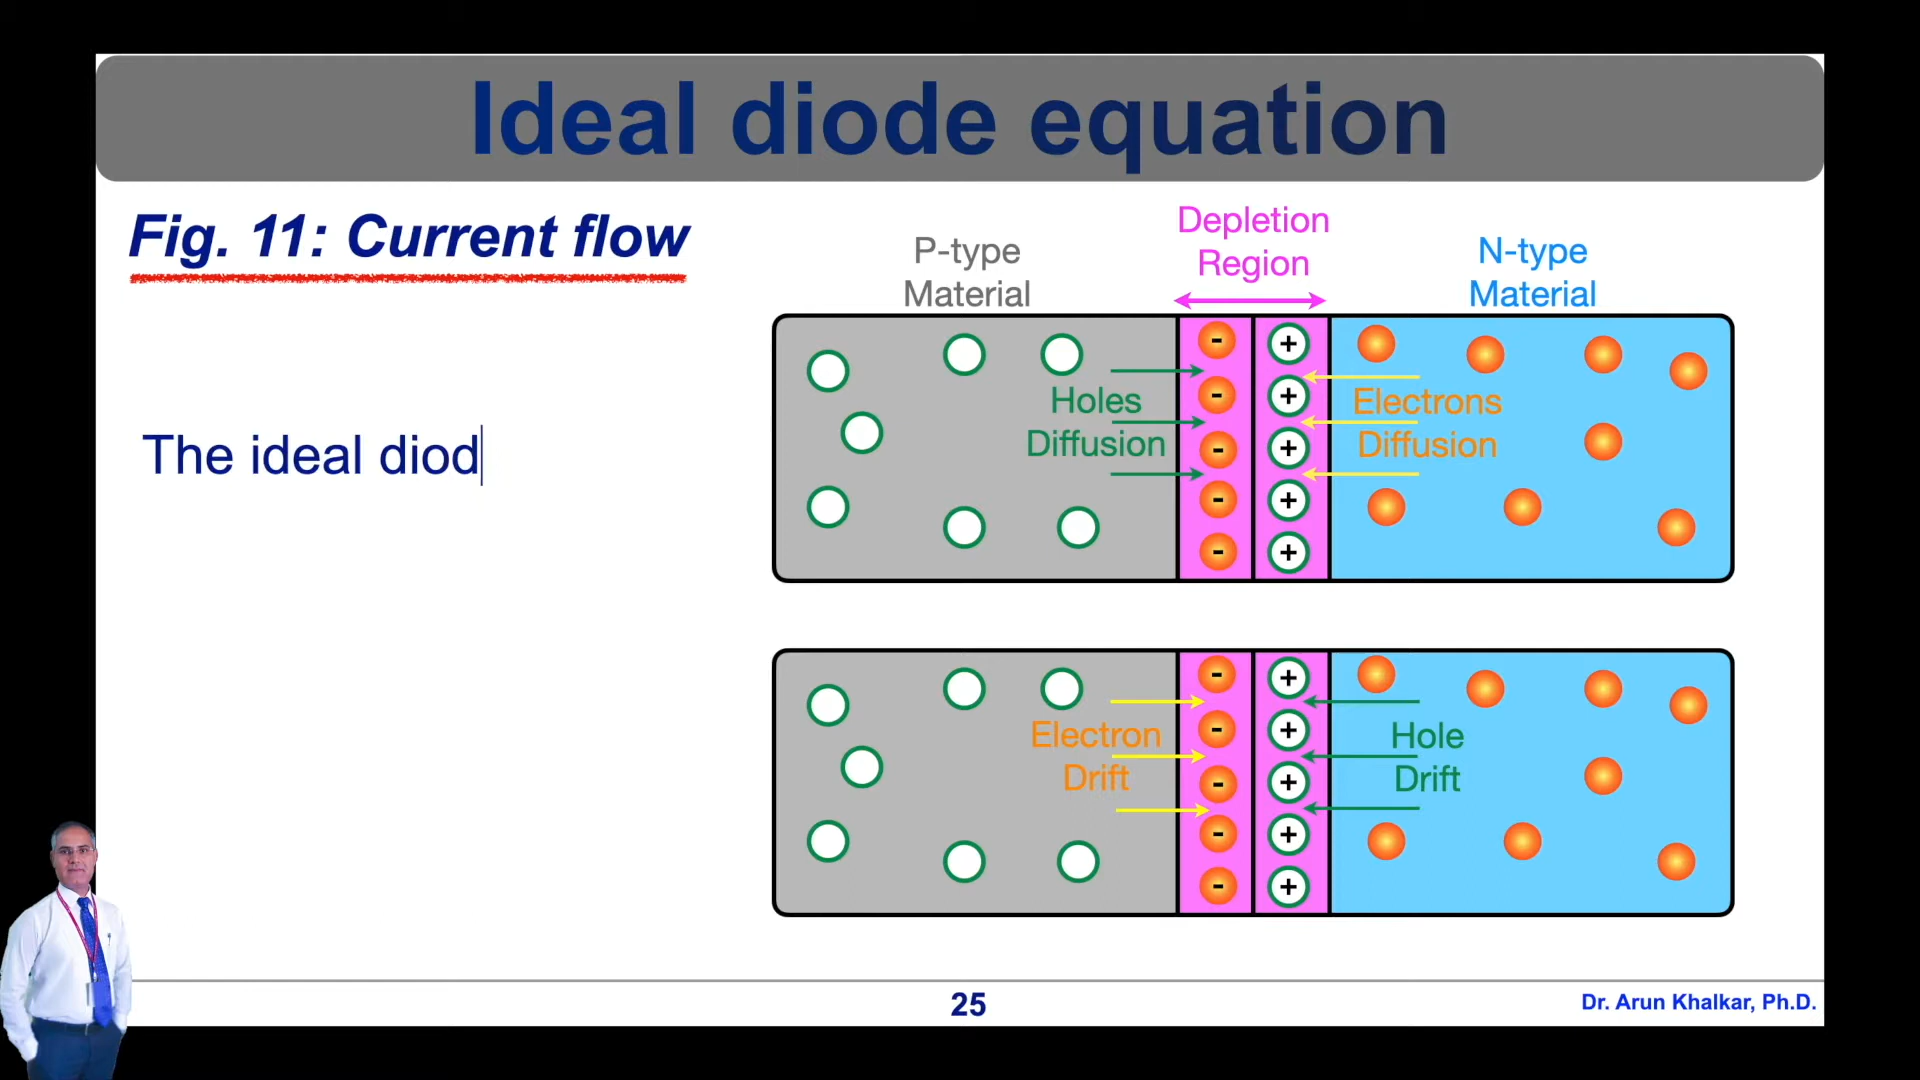 Ideal diode equation
Fig. 11: Current flow
The ideal diod
P-type
Material
Depletion
Region
N-type
Material
Holes
Diffusion
- - - - -
+ + + + +
Electrons
Diffusion
Electron
Drift
- - - - -
+ + + + +
Hole
Drift
25
Dr. Arun Khalkar, Ph.D.